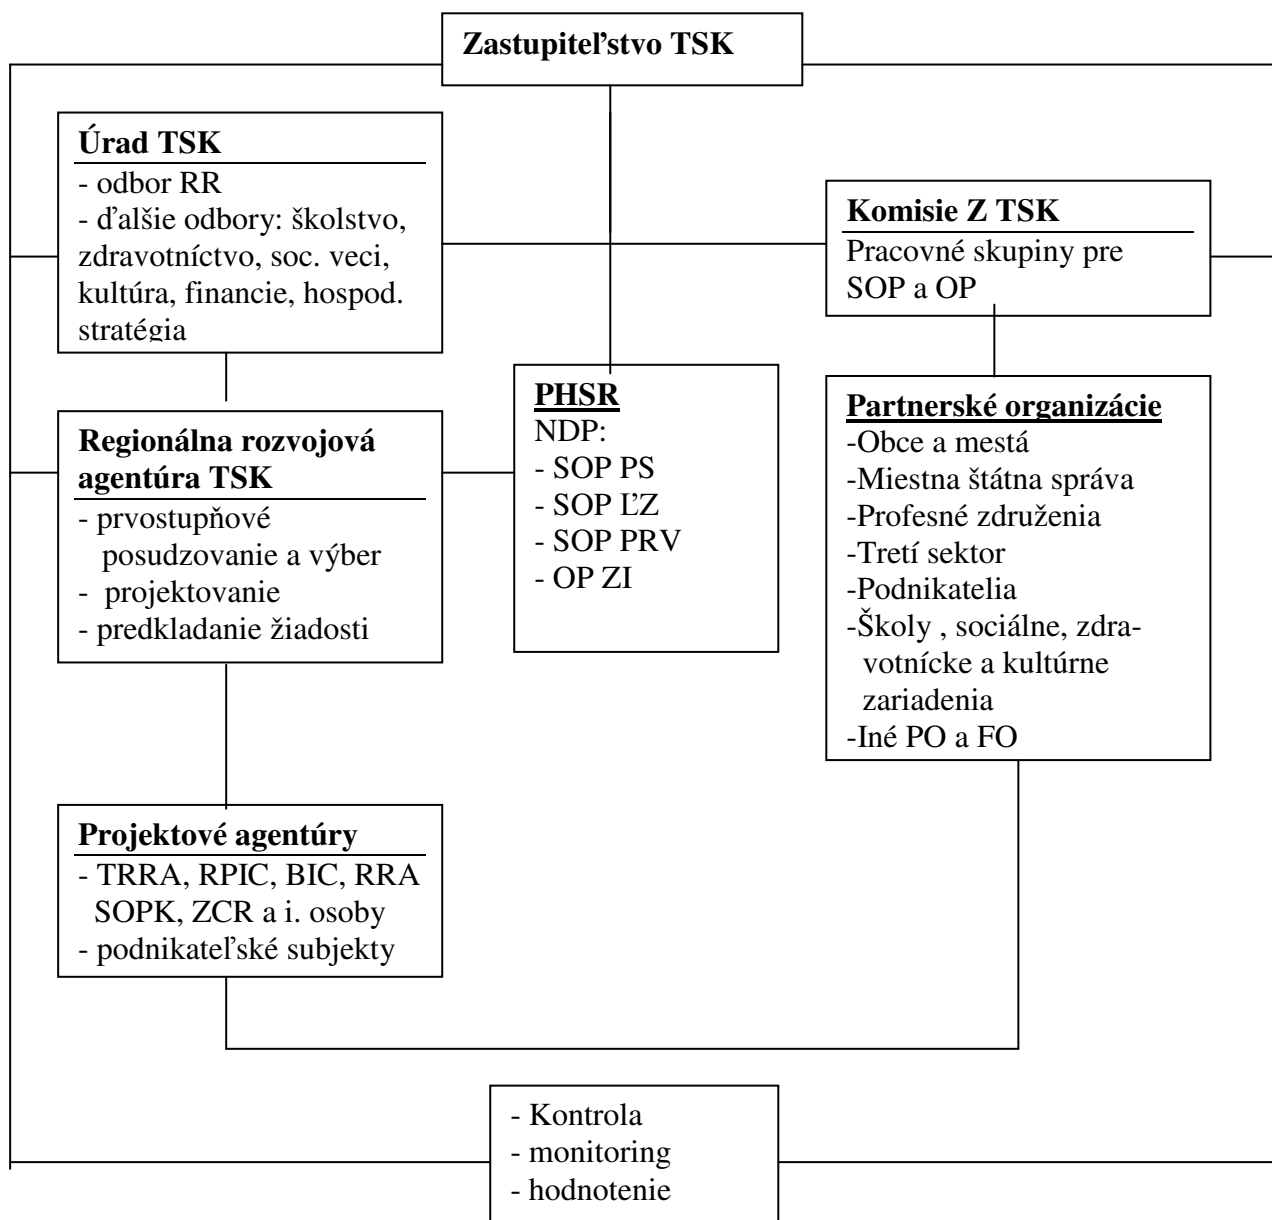 Zastupiteľstvo TSK
Úrad TSK
- odbor RR
- ďalšie odbory: školstvo,
zdravotníctvo, soc. veci,
kultúra, financie, hospod.
stratégia
Komisie Z TSK
Pracovné skupiny pre
SOP a OP
Regionálna rozvojová
agentúra TSK
- prvostupňové
posudzovanie a výber
- projektovanie
- predkladanie žiadosti
PHSR
NDP:
- SOP PS
- SOP ĽZ
- SOP PRV
- OP ZI
Partnerské organizácie
-Obce a mestá
-Miestna štátna správa
-Profesné združenia
-Tretí sektor
-Podnikatelia
-Školy , sociálne, zdra-
votnícke a kultúrne
zariadenia
-Iné PO a FO
Projektové agentúry
- TRRA, RPIC, BIC, RRA
SOPK, ZCR a i. osoby
- podnikateľské subjekty
- Kontrola
- monitoring
- hodnotenie